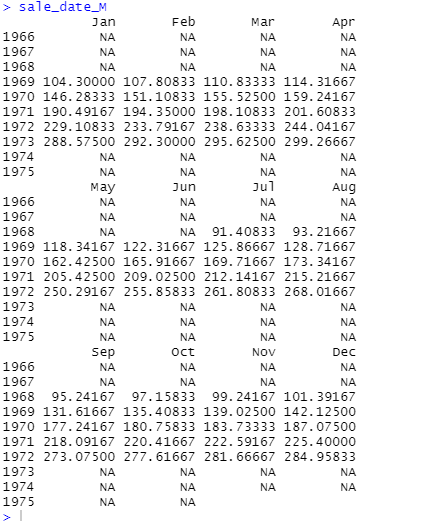 > sale_date_M
Jan Feb Mar Apr
1966 NA NA NA NA
1967 NA NA NA NA
1968 NA NA NA NA
1969 104.30000 107.80833 110.83333 114.31667
1970 146.28333 151.10833 155.52500 159.24167
1971 190.49167 194.35000 198.10833 201.60833
1972 229.10833 233.79167 238.63333 244.04167
1973 288.57500 292.30000 295.62500 299.26667
1974 NA NA NA NA
1975 NA NA NA NA
May Jun Jul Aug
1966 NA NA NA NA
1967 NA NA NA NA
1968 NA NA 91.40833 93.21667
1969 118.34167 122.31667 125.86667 128.71667
1970 162.42500 165.91667 169.71667 173.34167
1971 205.42500 209.02500 212.14167 215.21667
1972 250.29167 255.85833 261.80833 268.01667
1973 NA NA NA NA
1974 NA NA NA NA
1975 NA NA NA NA
Sep Oct Nov Dec
1966 NA NA NA NA
1967 NA NA NA NA
1968 95.24167 97.15833 99.24167 101.39167
1969 131.61667 135.40833 139.02500 142.12500
1970 177.24167 180.75833 183.73333 187.07500
1971 218.09167 220.41667 222.59167 225.40000
1972 273.07500 277.61667 281.66667 284.95833
1973 NA NA NA NA
1974 NA NA NA NA
1975 NA NA
>